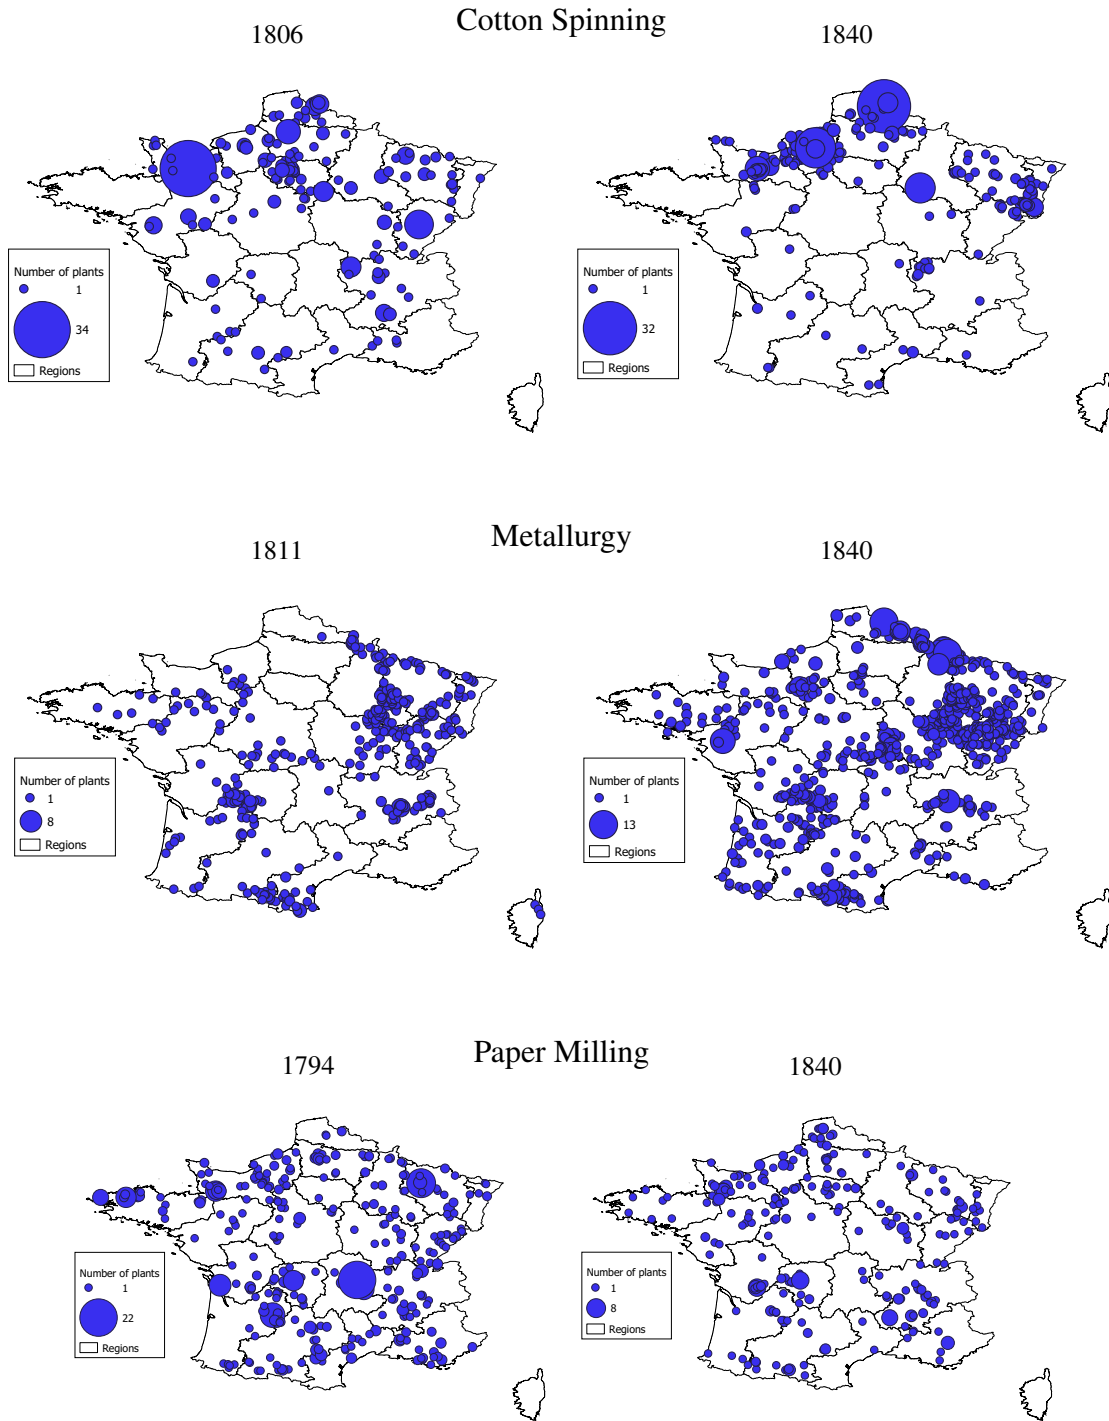 Cotton Spinning
1806
1840
Number of plants
1
34
Regions
Number of plants
1
32
Regions
Metallurgy
1811
1840
Number of plants
1
8
Regions
Number of plants
1
13
Regions
Paper Milling
1794
1840
Number of plants
1
22
Regions
Number of plants
1
8
Regions